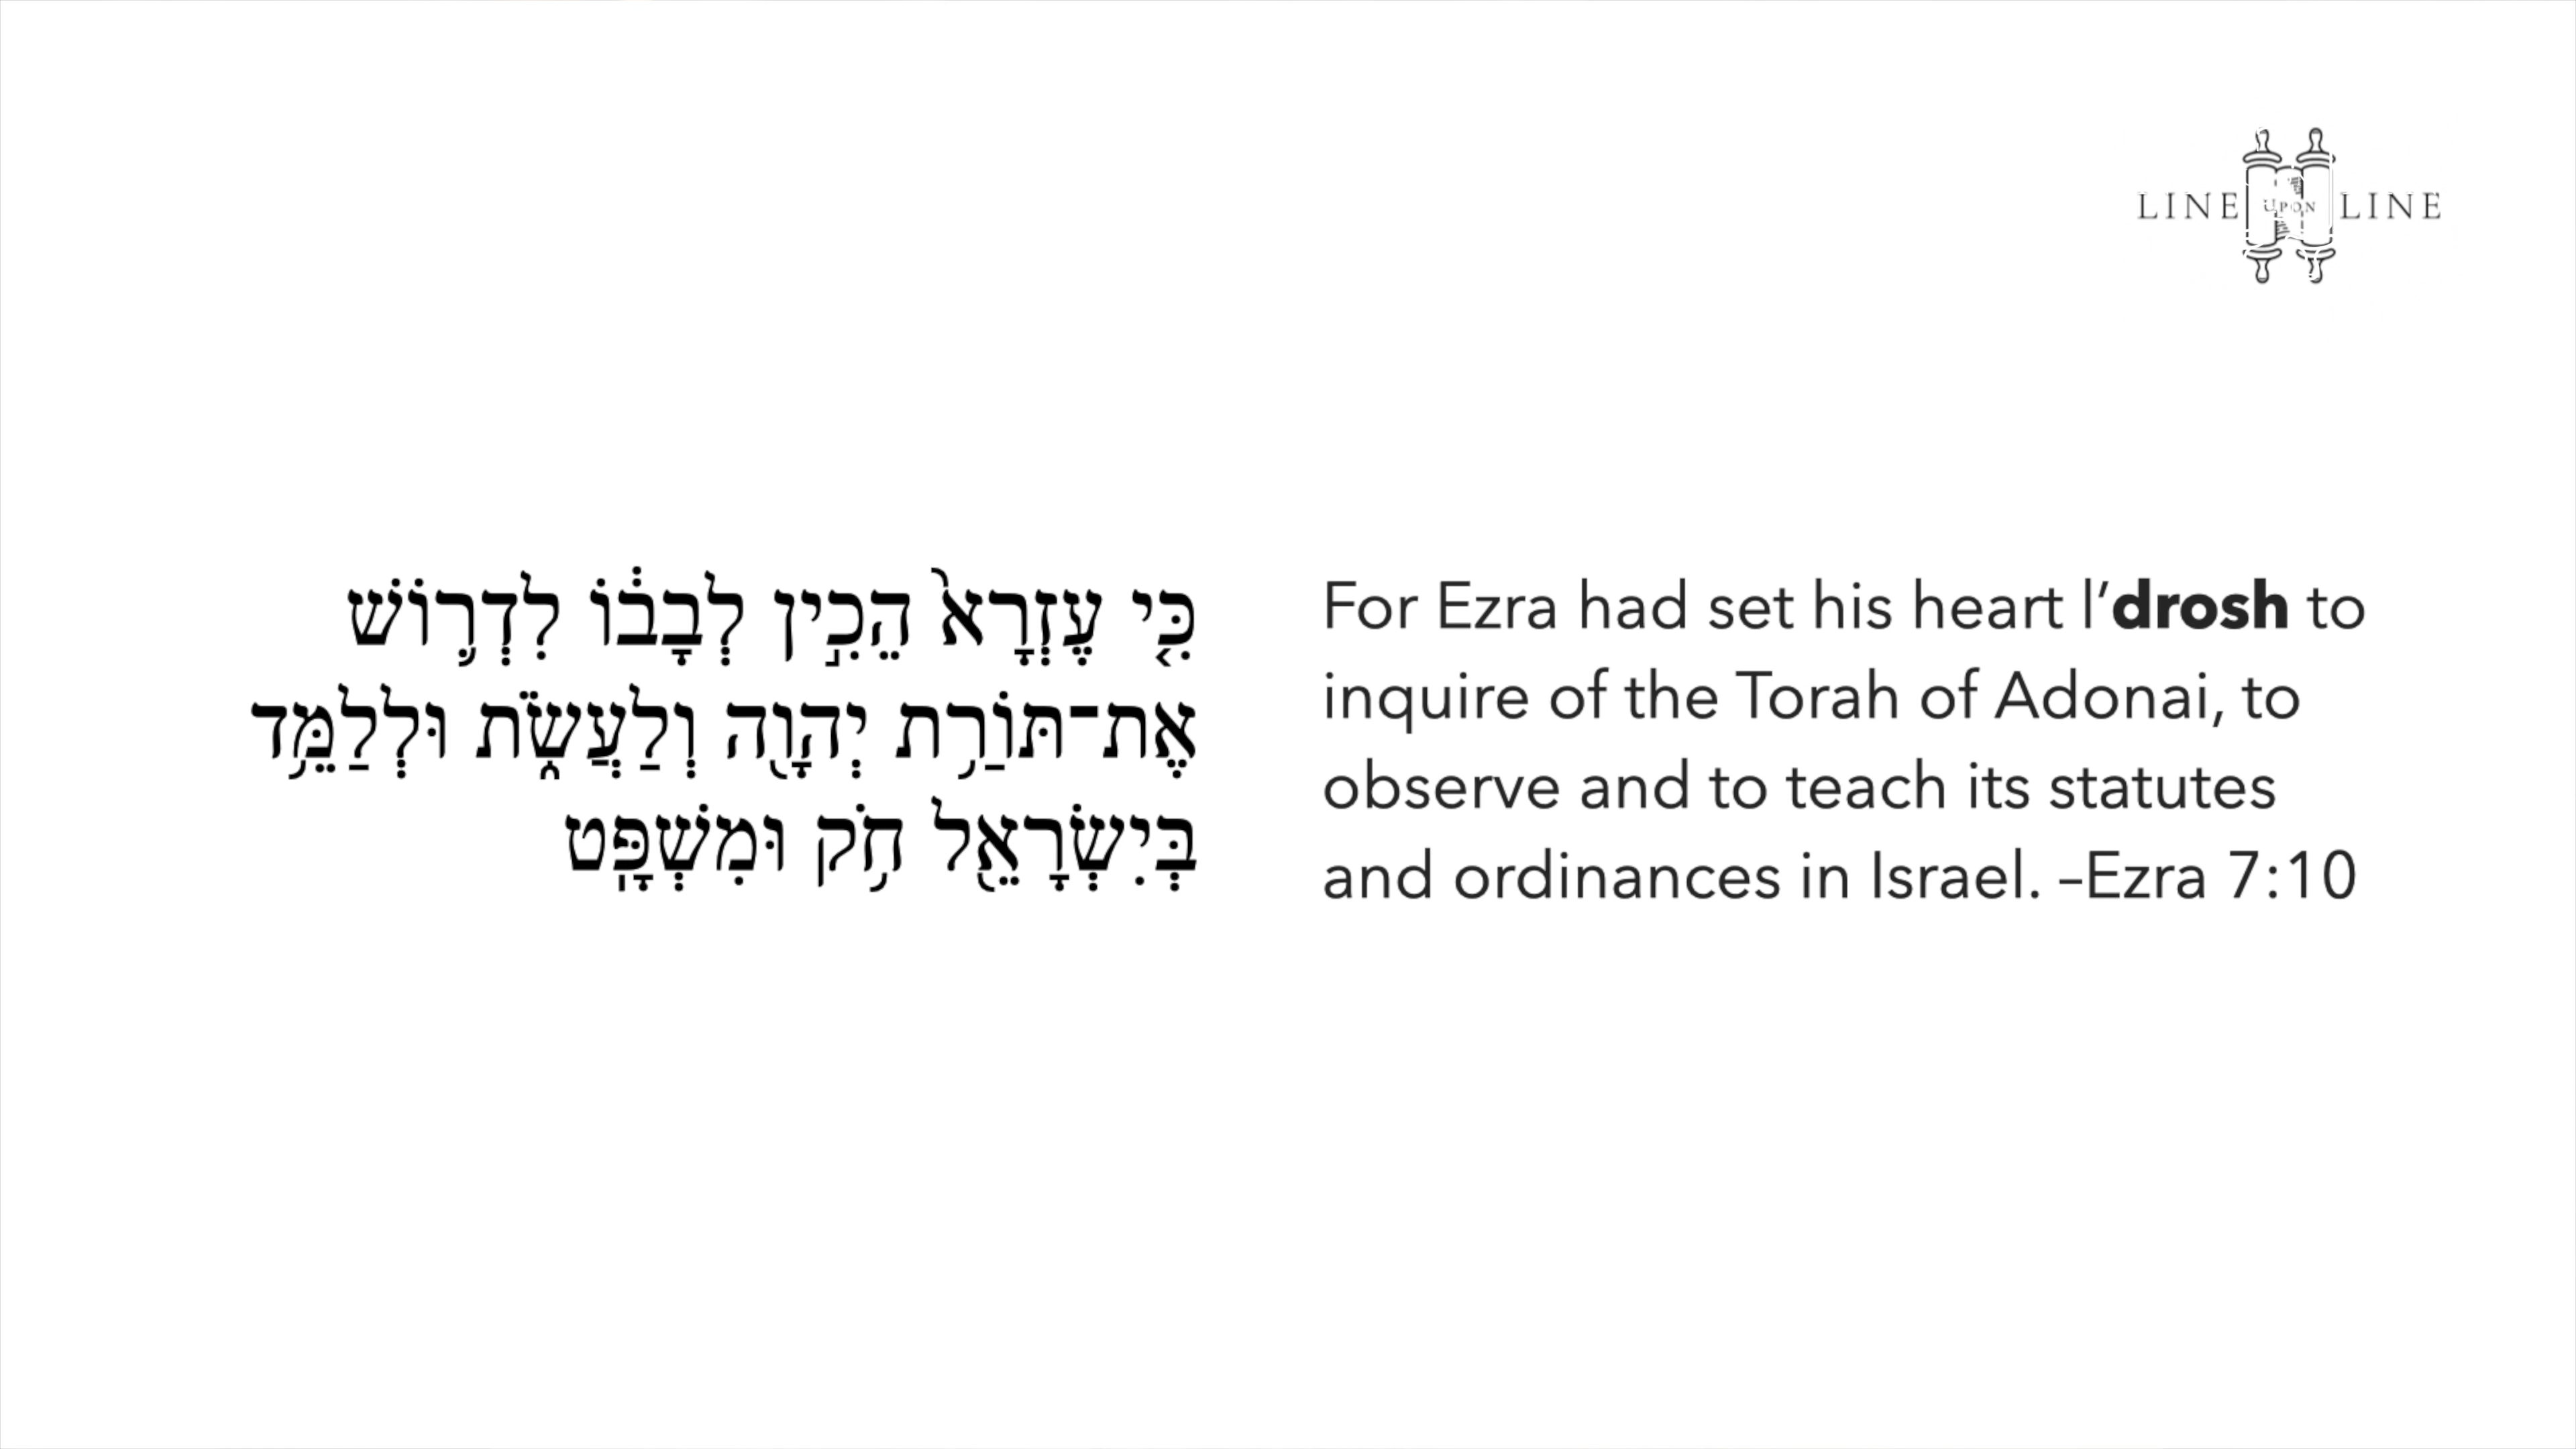 LINE UPON LINE
כִּ֤י עֶזְרָא֙ הֵכִ֣ין לְבָב֔וֹ לִדְר֛וֹשׁ
אֶת־תּוֹרַ֥ת יְהוָ֖ה וְלַעֲשֹׂ֑ת וּלְלַמֵּ֥ד
בְּיִשְׂרָאֵ֖ל חֹ֥ק וּמִשְׁפָּֽט
For Ezra had set his heart l’drosh to
inquire of the Torah of Adonai, to
observe and to teach its statutes
and ordinances in Israel. –Ezra 7:10